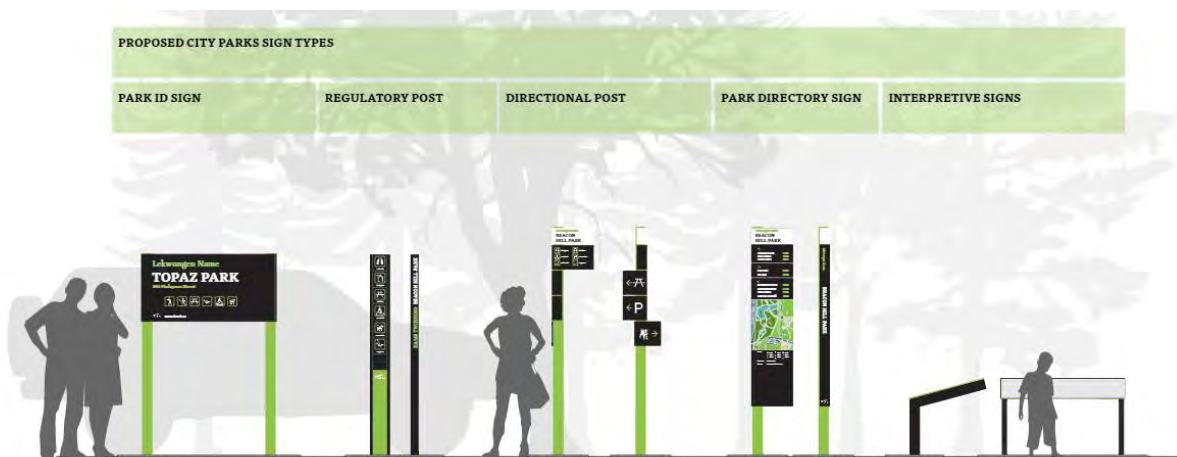 PROPOSED CITY PARKS SIGN TYPES
PARK ID SIGN
REGULATORY POST
DIRECTIONAL POST
PARK DIRECTORY SIGN
INTERPRETIVE SIGNS
Lekwungen Name
TOPAZ PARK
BEACON HILL PARK
BEACON
HILL PARK
P
BEACON
HILL PARK
BEACON HILL PARK